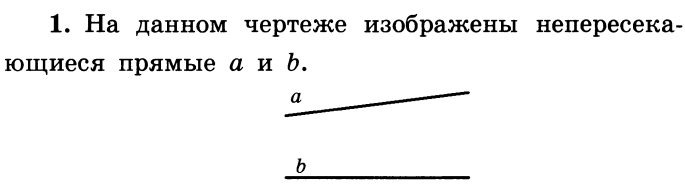 1. На данном чертеже изображены непересека-
ющиеся прямые a и b.
a
b